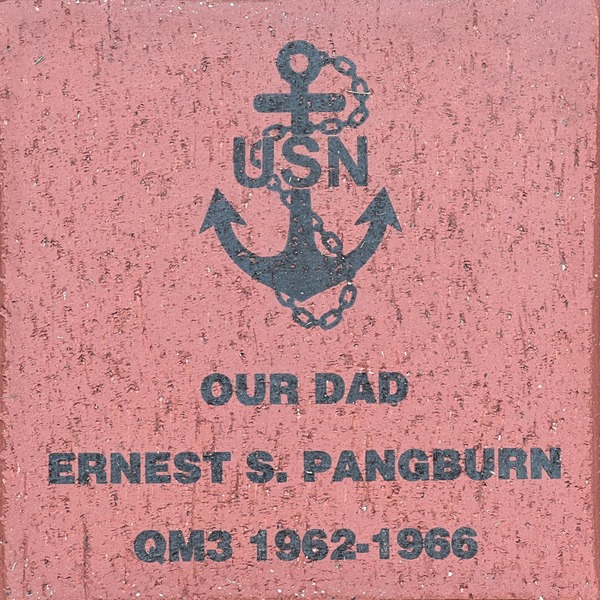 USN
OUR DAD
ERNEST S. PANGBURN
QM3 1962-1966